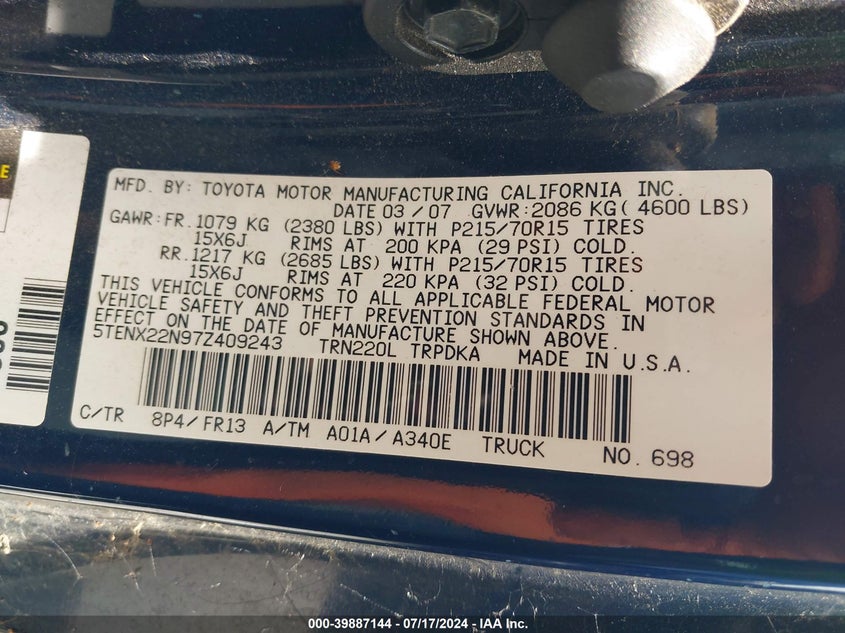 MFD. BY: TOYOTA MOTOR MANUFACTURING CALIFORNIA INC.
DATE 03 / 07 GVWR: 2086 KG( 4600 LBS)
GAWR: FR. 1079 KG (2380 LBS) WITH P215/70R15 TIRES
15X6J RIMS AT 200 KPA (29 PSI) COLD.
RR. 1217 KG (2685 LBS) WITH P215/70R15 TIRES
15X6J RIMS AT 220 KPA (32 PSI) COLD.
THIS VEHICLE CONFORMS TO ALL APPLICABLE FEDERAL MOTOR
VEHICLE SAFETY AND THEFT PREVENTION STANDARDS IN
EFFECT ON THE DATE OF MANUFACTURE SHOWN ABOVE.
5TENX22N97Z409243 TRN220L TRPDKA MADE IN U.S.A.
C/TR 8P4/FR13 A/TM A01A/A340E TRUCK NO. 698
000-39887144 - 07/17/2024 - IAA Inc.